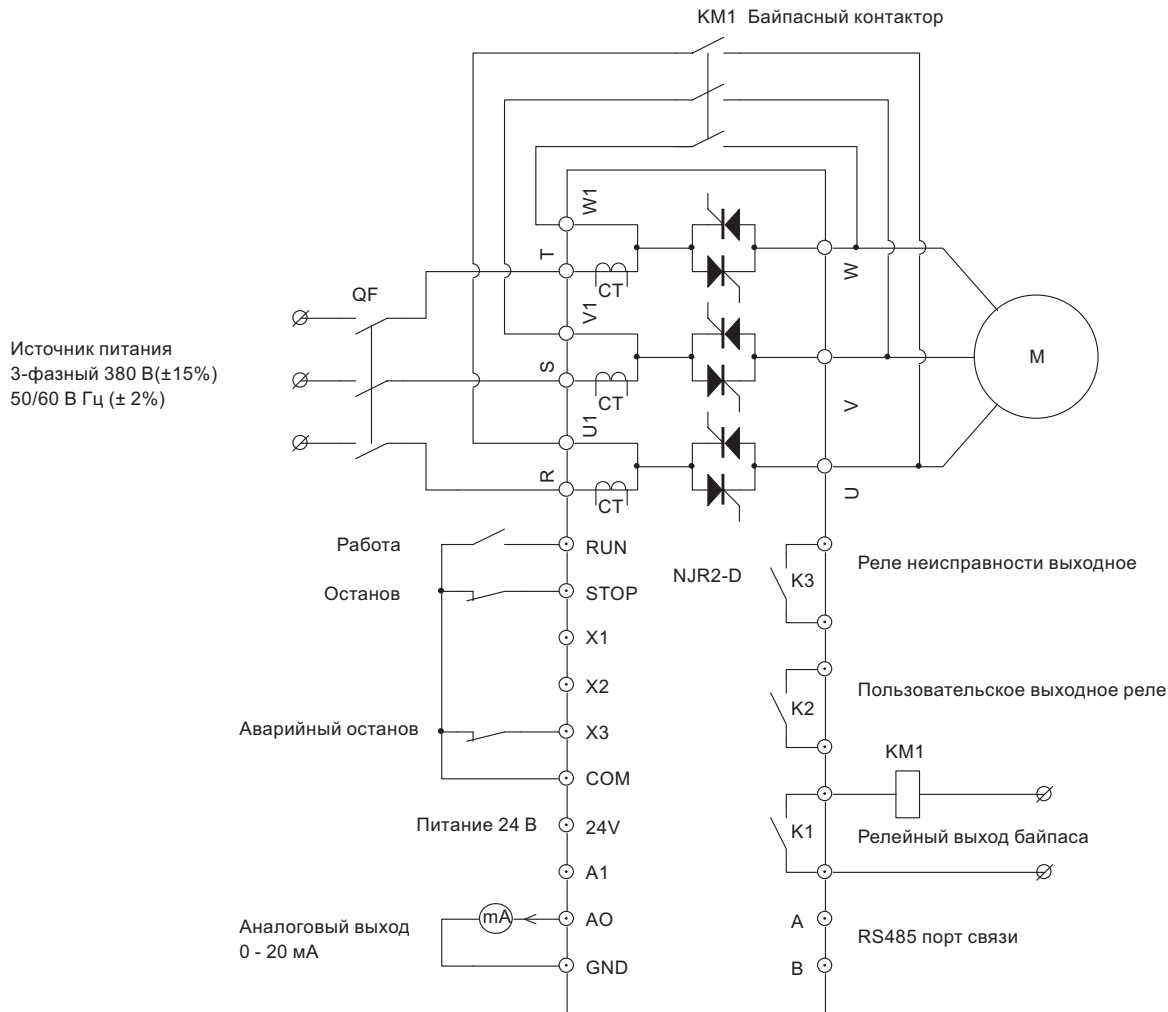 KM1 Байпасный контактор
W1
T
CT
W
QF
V1
S
CT
V
M
Источник питания
3-фазный 380 В(±15%)
50/60 В Гц (± 2%)
U1
R
CT
U
Работа
RUN
NJR2-D
K3
Реле неисправности выходное
Останов
STOP
X1
X2
K2
Пользовательское выходное реле
Аварийный останов
X3
KM1
COM
Питание 24 В
24V
K1
Релейный выход байпаса
A1
Аналоговый выход
0 - 20 мА
mA
AO
A
RS485 порт связи
GND
B